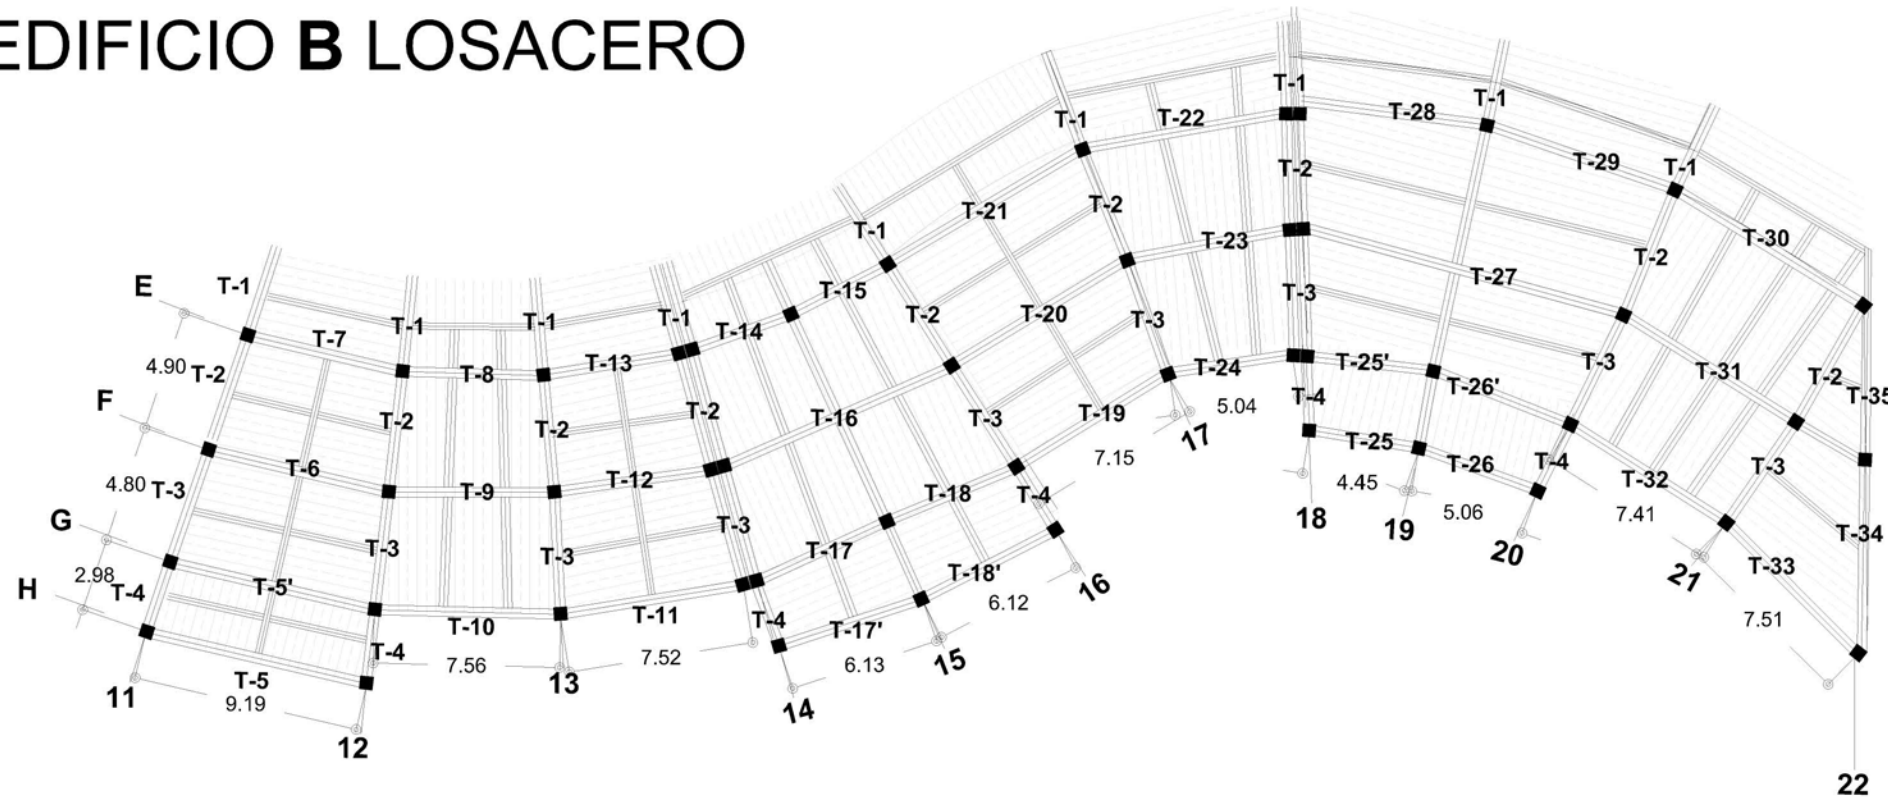 EDIFICIO B LOSACERO
T-1
T-1
T-28
T-1
T-22
T-1
T-29
T-1
T-2
T-30
T-21
T-2
T-1
T-23
T-2
T-27
E
T-1
T-15
T-2
T-20
T-3
T-3
T-1
T-1
T-1
T-14
T-7
T-13
T-8
4.90
T-2
T-24
T-25'
T-26'
T-3
T-31
T-2
T-35
F
T-2
T-2
T-2
T-16
T-3
T-19
5.04
17
T-4
T-25
T-26
T-4
T-3
T-6
T-9
T-12
7.15
4.80
T-3
T-18
T-4
4.45
5.06
T-32
7.41
G
T-3
T-3
T-3
T-17
18
19
20
T-34
H
2.98
T-4
T-5'
T-18'
16
21
T-33
T-10
T-11
T-4
T-17'
6.12
7.51
T-4
7.56
7.52
6.13
15
T-5
9.19
11
13
14
12
22